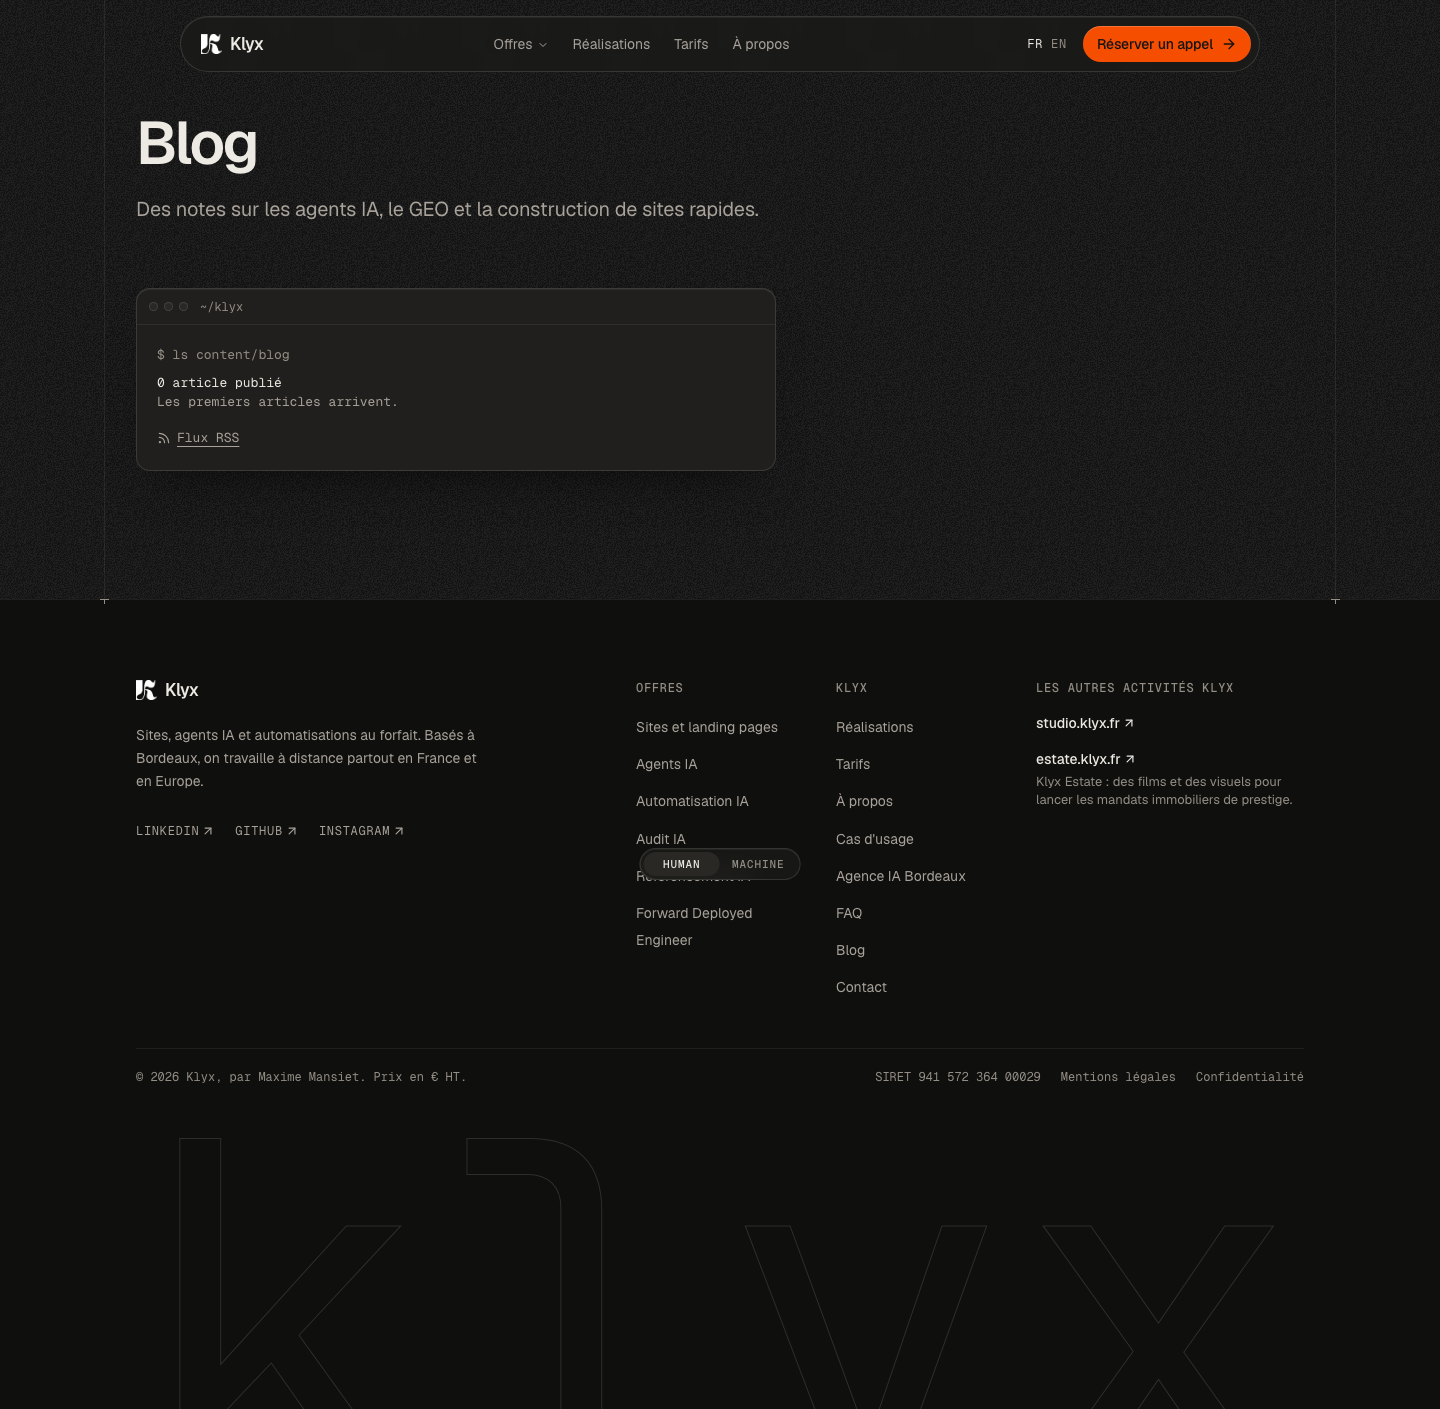 Klyx
Offres
Réalisations
Tarifs
À propos
FR EN
Réserver un appel
Blog
Des notes sur les agents IA, le GEO et la construction de sites rapides.
~/klyx
$ ls content/blog
0 article publié
Les premiers articles arrivent.
Flux RSS
Klyx
Sites, agents IA et automatisations au forfait. Basés à
Bordeaux, on travaille à distance partout en France et
en Europe.
LINKEDIN
GITHUB
INSTAGRAM
OFFRES
Sites et landing pages
Agents IA
Automatisation IA
Audit IA
HUMAN
MACHINE
Forward Deployed
Engineer
KLYX
Réalisations
Tarifs
À propos
Cas d'usage
Agence IA Bordeaux
FAQ
Blog
Contact
LES AUTRES ACTIVITÉS KLYX
studio.klyx.fr
estate.klyx.fr
Klyx Estate : des films et des visuels pour
lancer les mandats immobiliers de prestige.
© 2026 Klyx, par Maxime Mansiet. Prix en € HT.
SIRET 941 572 364 00029
Mentions légales
Confidentialité
klyx